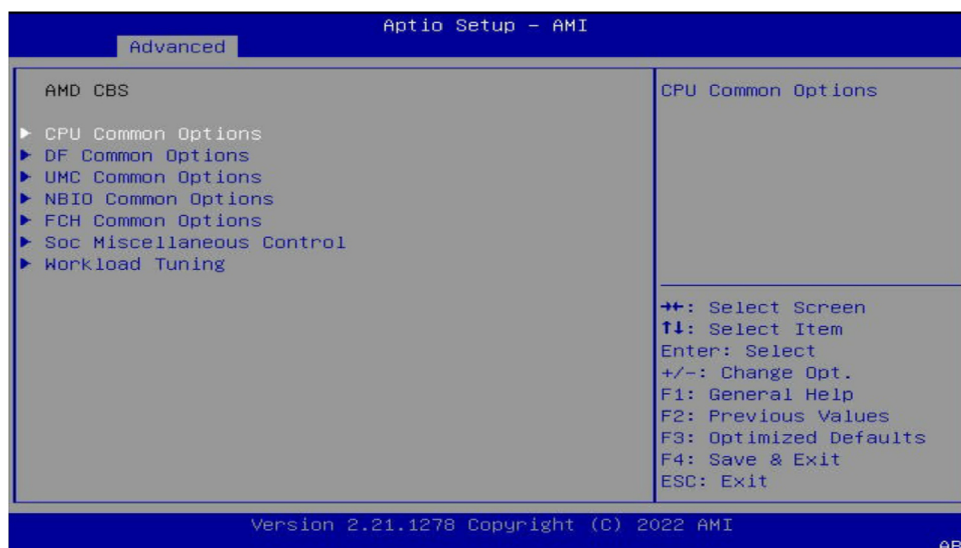 Aptio Setup – AMI
Advanced
AMD CBS
CPU Common Options
DF Common Options
UMC Common Options
NBIO Common Options
FCH Common Options
Soc Miscellaneous Control
Workload Tuning
CPU Common Options
→←: Select Screen
↑↓: Select Item
Enter: Select
+/-: Change Opt.
F1: General Help
F2: Previous Values
F3: Optimized Defaults
F4: Save & Exit
ESC: Exit
Version 2.21.1278 Copyright (C) 2022 AMI